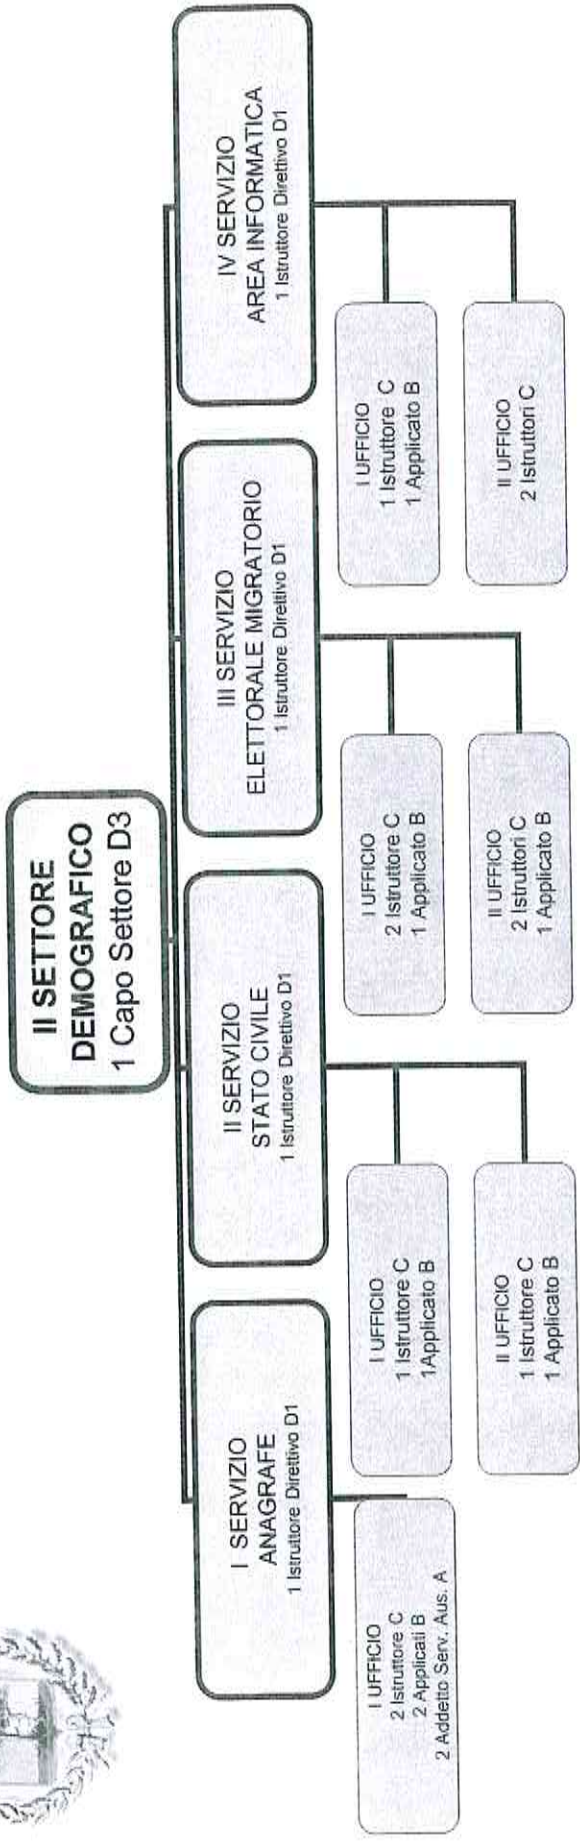 II SETTORE
DEMOGRAFICO
1 Capo Settore D3
I SERVIZIO
ANAGRAFE
1 Istruttore Direttivo D1
I UFFICIO
2 Istruttore C
2 Applicati B
2 Addetto Serv. Aus. A
II SERVIZIO
STATO CIVILE
1 Istruttore Direttivo D1
I UFFICIO
1 Istruttore C
1Applicato B
II UFFICIO
1 Istruttore C
1 Applicato B
III SERVIZIO
ELETTORALE MIGRATORIO
1 Istruttore Direttivo D1
I UFFICIO
2 Istruttore C
1 Applicato B
II UFFICIO
2 Istruttori C
1 Applicato B
IV SERVIZIO
AREA INFORMATICA
1 Istruttore Direttivo D1
I UFFICIO
1 Istruttore C
1 Applicato B
II UFFICIO
2 Istruttori C